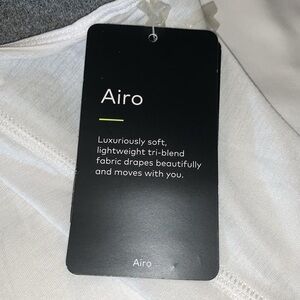 Airo
Luxuriously soft,
lightweight tri-blend
fabric drapes beautifully
and moves with you.
Airo